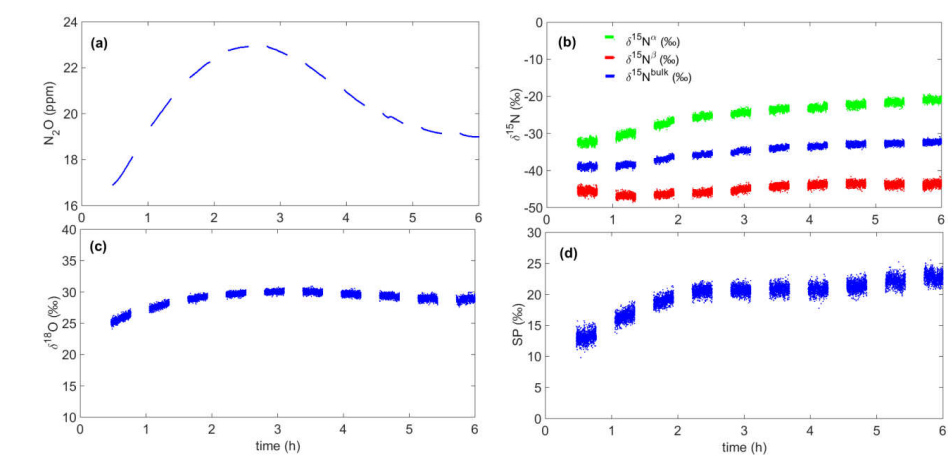 (a)
N₂O (ppm)
24
22
20
18
16
0 1 2 3 4 5 6
(b)
δ¹⁵Nᵅ (‰)
δ¹⁵Nᵝ (‰)
δ¹⁵Nᵇᵘˡᵏ (‰)
δ¹⁵N (‰)
0
-10
-20
-30
-40
-50
0 1 2 3 4 5 6
(c)
δ¹⁸O (‰)
40
35
30
25
20
15
10
0 1 2 3 4 5 6
time (h)
(d)
SP (‰)
30
25
20
15
10
5
0
0 1 2 3 4 5 6
time (h)